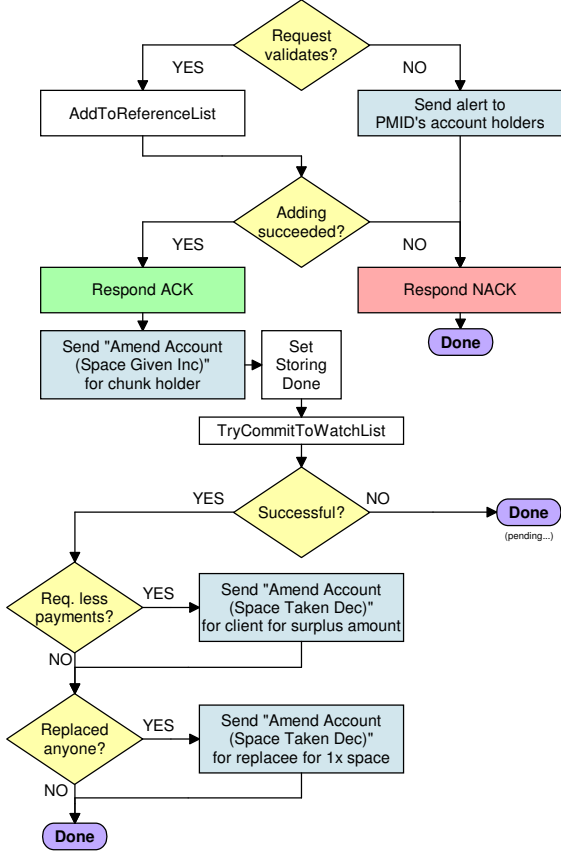 Request
validates?
YES
NO
AddToReferenceList
Send alert to
PMID's account holders
Adding
succeeded?
YES
NO
Respond ACK
Respond NACK
Send "Amend Account
(Space Given Inc)"
for chunk holder
Set
Storing
Done
Done
TryCommitToWatchList
Successful?
YES
NO
Done
(pending...)
Req. less
payments?
YES
Send "Amend Account
(Space Taken Dec)"
for client for surplus amount
NO
Replaced
anyone?
YES
Send "Amend Account
(Space Taken Dec)"
for replacee for 1x space
NO
Done